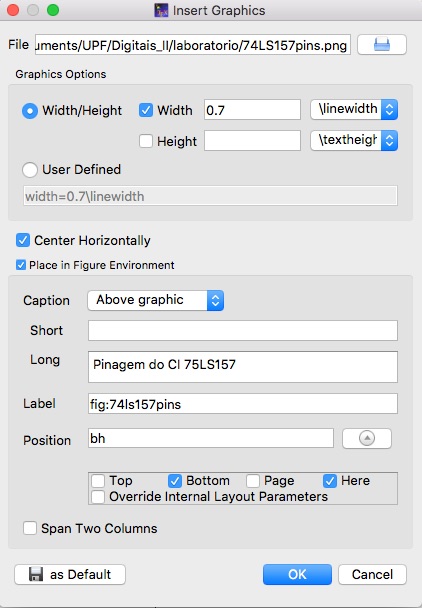 Insert Graphics
File uments/UPF/Digitais_II/laboratorio/74LS157pins.png
Graphics Options
Width/Height Width 0.7 \linewidth
Height \textheigh
User Defined
width=0.7\linewidth
Center Horizontally
Place in Figure Environment
Caption Above graphic
Short
Long Pinagem do CI 75LS157
Label fig:74ls157pins
Position bh
Top Bottom Page Here
Override Internal Layout Parameters
Span Two Columns
as Default OK Cancel